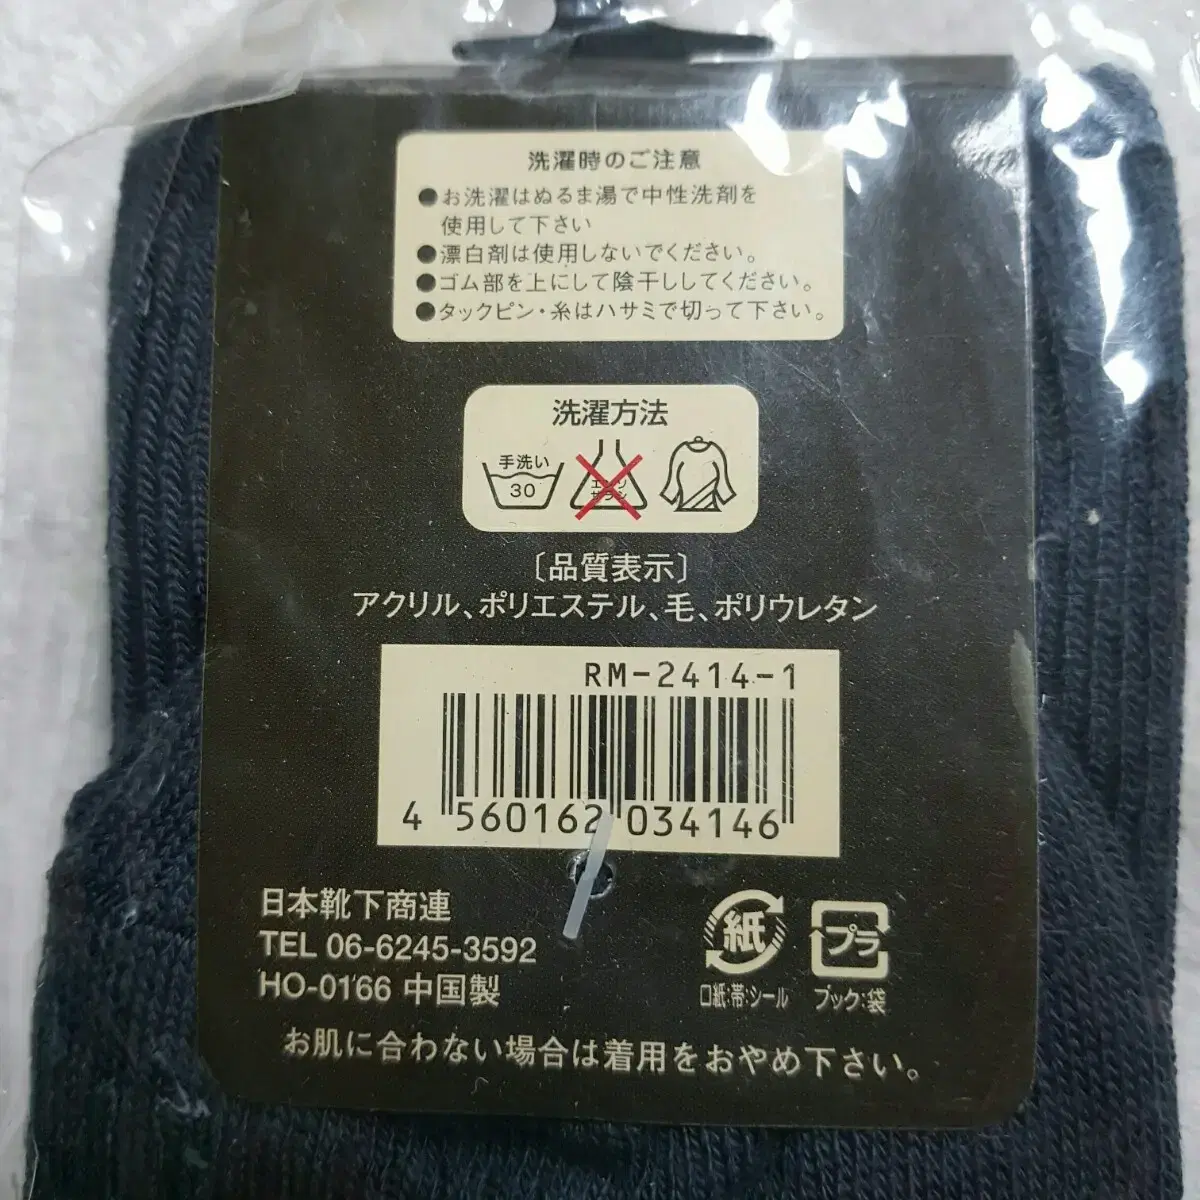 洗濯時のご注意
●お洗濯はぬるま湯で中性洗剤を
使用して下さい
●漂白剤は使用しないでください。
●ゴム部を上にして陰干ししてください。
●タックピン・糸はハサミで切って下さい。
洗濯方法
手洗い
30
〔品質表示〕
アクリル、ポリエステル、毛、ポリウレタン
RM-2414-1
4 560162 034146
日本靴下商連
TEL 06-6245-3592
HO-0166 中国製
紙
プラ
口紙:帯:シール
フック:袋
お肌に合わない場合は着用をおやめ下さい。